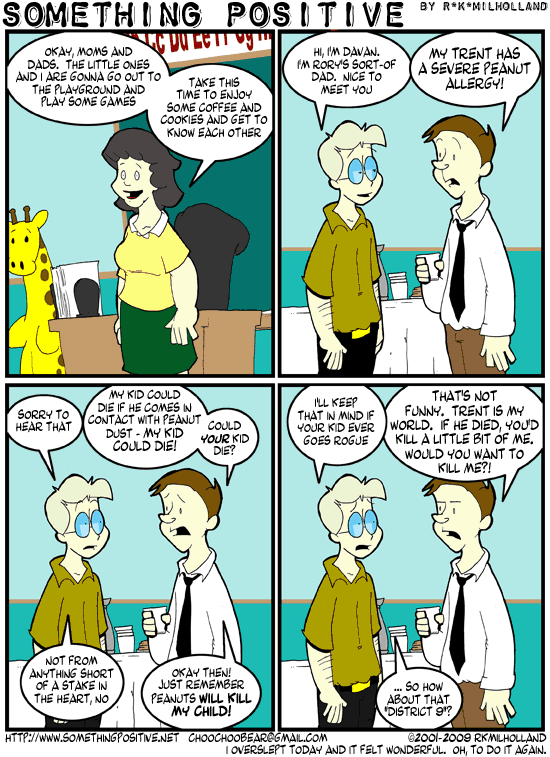 SOMETHING POSITIVE BY R*K*MILHOLLAND
OKAY, MOMS AND
DADS. THE LITTLE ONES
AND I ARE GONNA GO OUT TO
THE PLAYGROUND AND
PLAY SOME GAMES
TAKE THIS
TIME TO ENJOY
SOME COFFEE AND
COOKIES AND GET TO
KNOW EACH OTHER
HI, I'M DAVAN.
I'M RORY'S SORT-OF
DAD. NICE TO
MEET YOU
MY TRENT HAS
A SEVERE PEANUT
ALLERGY!
SORRY TO
HEAR THAT
MY KID COULD
DIE IF HE COMES IN
CONTACT WITH PEANUT
DUST - MY KID
COULD DIE!
COULD
YOUR KID
DIE?
NOT FROM
ANYTHING SHORT
OF A STAKE IN
THE HEART, NO
OKAY THEN!
JUST REMEMBER
PEANUTS WILL KILL
MY CHILD!
I'LL KEEP
THAT IN MIND IF
YOUR KID EVER
GOES ROGUE
THAT'S NOT
FUNNY. TRENT IS MY
WORLD. IF HE DIED, YOU'D
KILL A LITTLE BIT OF ME.
WOULD YOU WANT TO
KILL ME?!
... SO HOW
ABOUT THAT
"DISTRICT 9"?
HTTP://WWW.SOMETHINGPOSITIVE.NET CHOOCHOOBEAR@GMAIL.COM ©2001-2009 RKMILHOLLAND
I OVERSLEPT TODAY AND IT FELT WONDERFUL. OH, TO DO IT AGAIN.